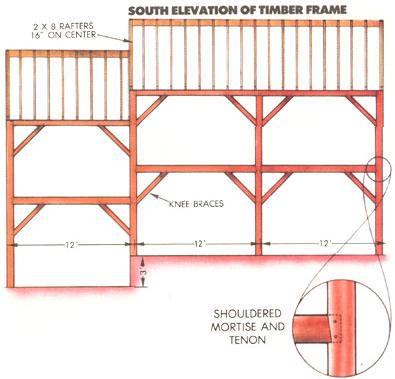 SOUTH ELEVATION OF TIMBER FRAME
2 X 8 RAFTERS
16" ON CENTER
KNEE BRACES
12'
12'
12'
3'
SHOULDERED
MORTISE AND
TENON